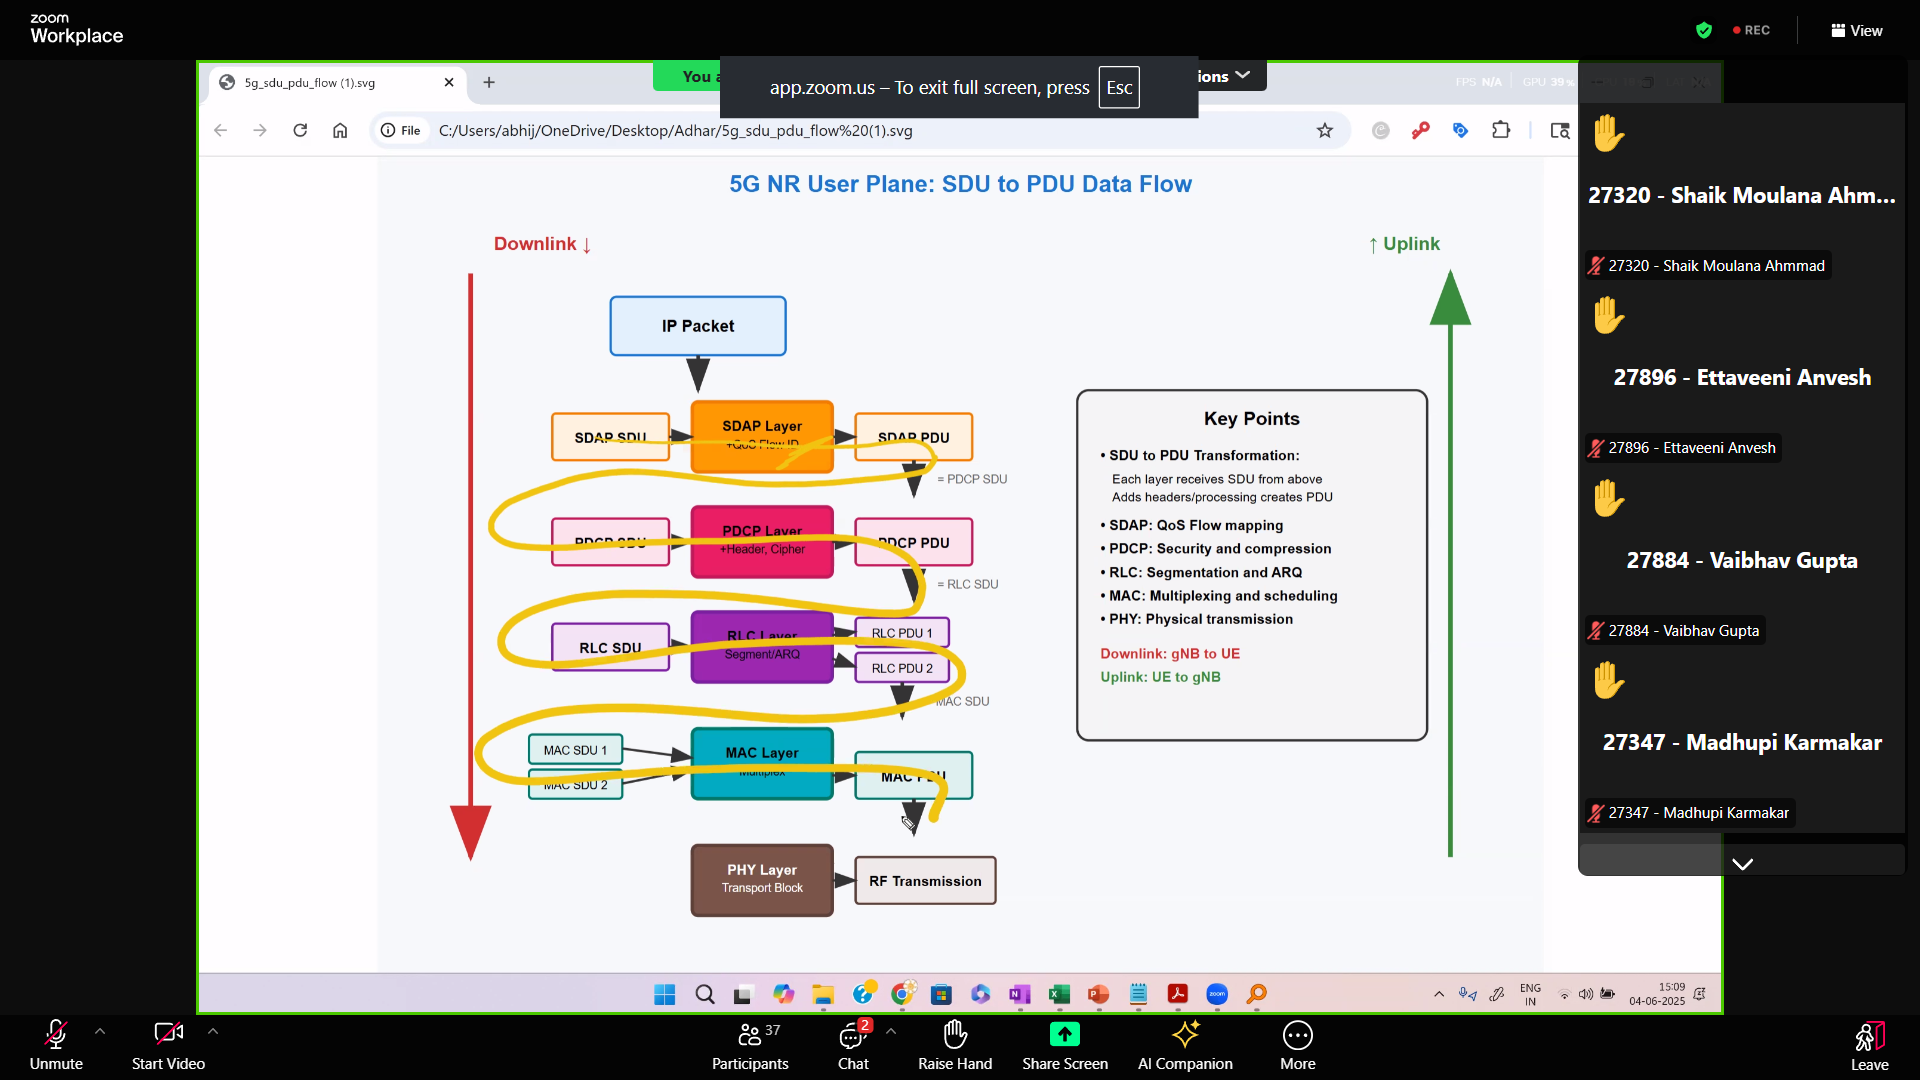 zoom
Workplace
REC
View
5g_sdu_pdu_flow (1).svg
You a
app.zoom.us – To exit full screen, press Esc
ions
FPS N/A GPU 39%
File C:/Users/abhij/OneDrive/Desktop/Adhar/5g_sdu_pdu_flow%20(1).svg
5G NR User Plane: SDU to PDU Data Flow
Downlink ↓
↑ Uplink
IP Packet
SDAP SDU
SDAP Layer
+QoS Flow ID
SDAP PDU
= PDCP SDU
PDCP SDU
PDCP Layer
+Header, Cipher
PDCP PDU
= RLC SDU
RLC SDU
RLC Layer
Segment/ARQ
RLC PDU 1
RLC PDU 2
MAC SDU
MAC SDU 1
MAC SDU 2
MAC Layer
Multiplex
MAC PDU
PHY Layer
Transport Block
RF Transmission
Key Points
• SDU to PDU Transformation:
Each layer receives SDU from above
Adds headers/processing creates PDU
• SDAP: QoS Flow mapping
• PDCP: Security and compression
• RLC: Segmentation and ARQ
• MAC: Multiplexing and scheduling
• PHY: Physical transmission
Downlink: gNB to UE
Uplink: UE to gNB
27320 - Shaik Moulana Ahm...
27320 - Shaik Moulana Ahmmad
27896 - Ettaveeni Anvesh
27896 - Ettaveeni Anvesh
27884 - Vaibhav Gupta
27884 - Vaibhav Gupta
27347 - Madhupi Karmakar
27347 - Madhupi Karmakar
zoom
ENG
IN
15:09
04-06-2025
Unmute
Start Video
37
Participants
2
Chat
Raise Hand
Share Screen
AI Companion
More
Leave